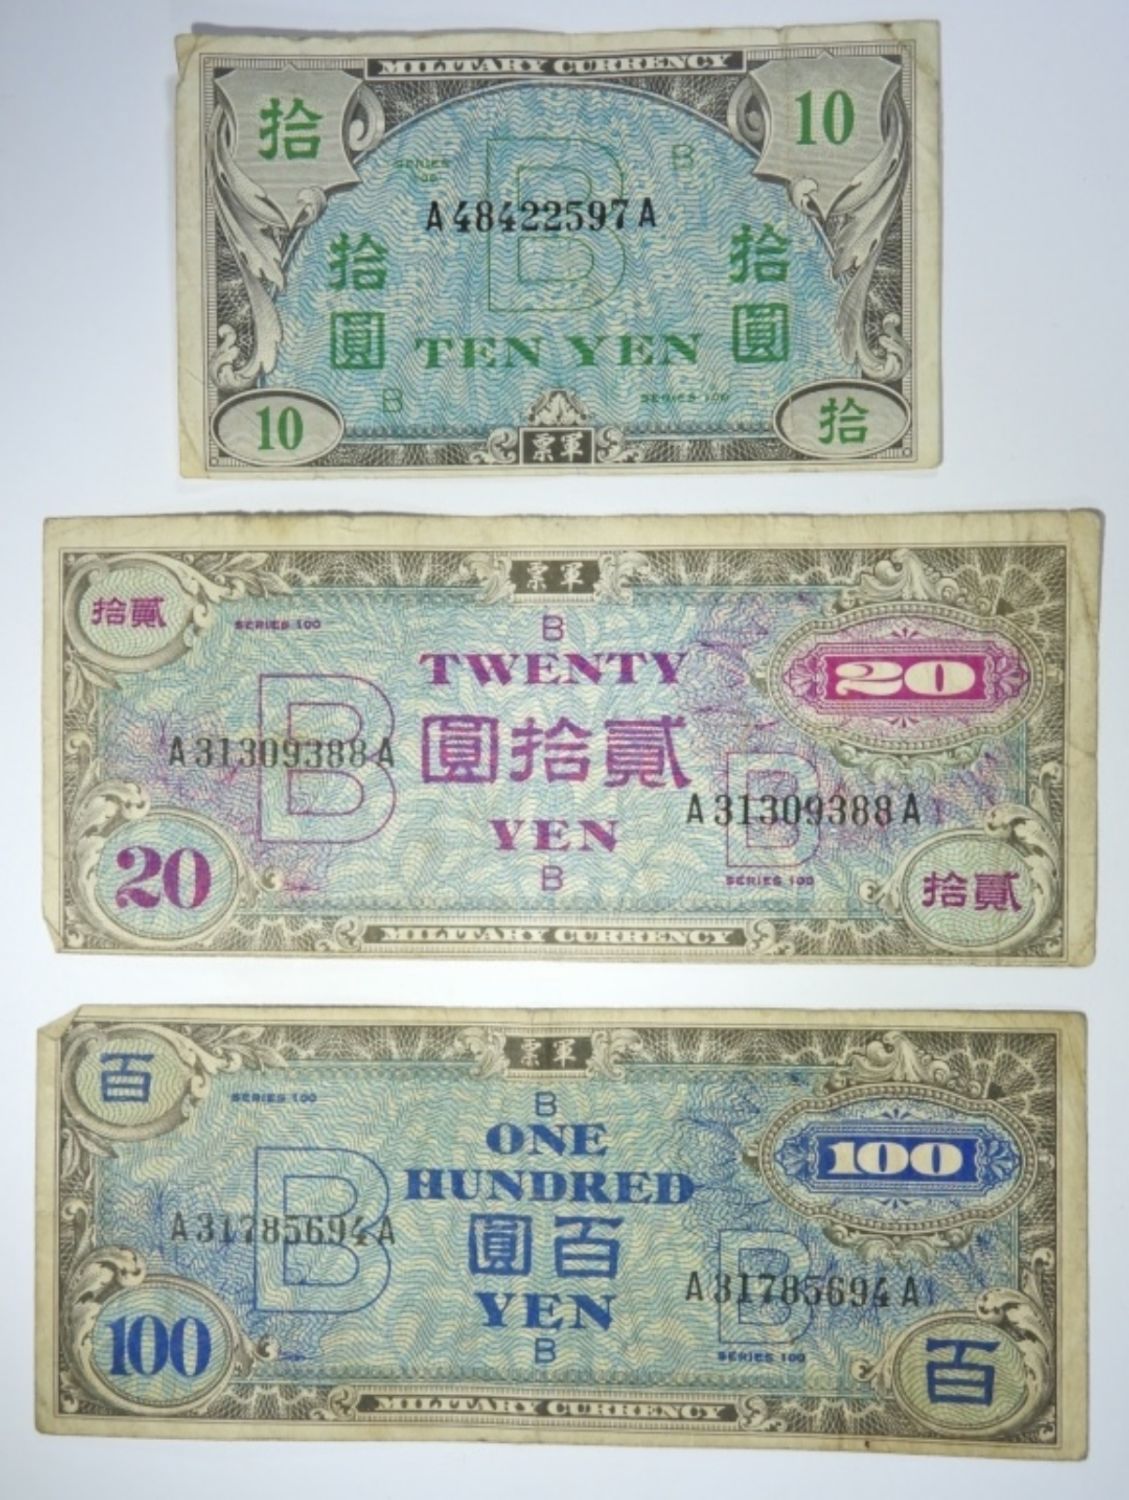 MILITARY CURRENCY
拾 10
SERIES 100 B B
A48422597A
拾圓 拾圓
TEN YEN
B SERIES 100
10 票軍 拾
票軍
拾貳 SERIES 100 B
TWENTY 20
B
A31309388A 圓拾貳 B
A31309388A
YEN
20 B SERIES 100 拾貳
MILITARY CURRENCY
票軍
百 SERIES 100 B
ONE 100
B HUNDRED
A31785694A 圓百 B
A31785694A
YEN
100 B SERIES 100 百
MILITARY CURRENCY